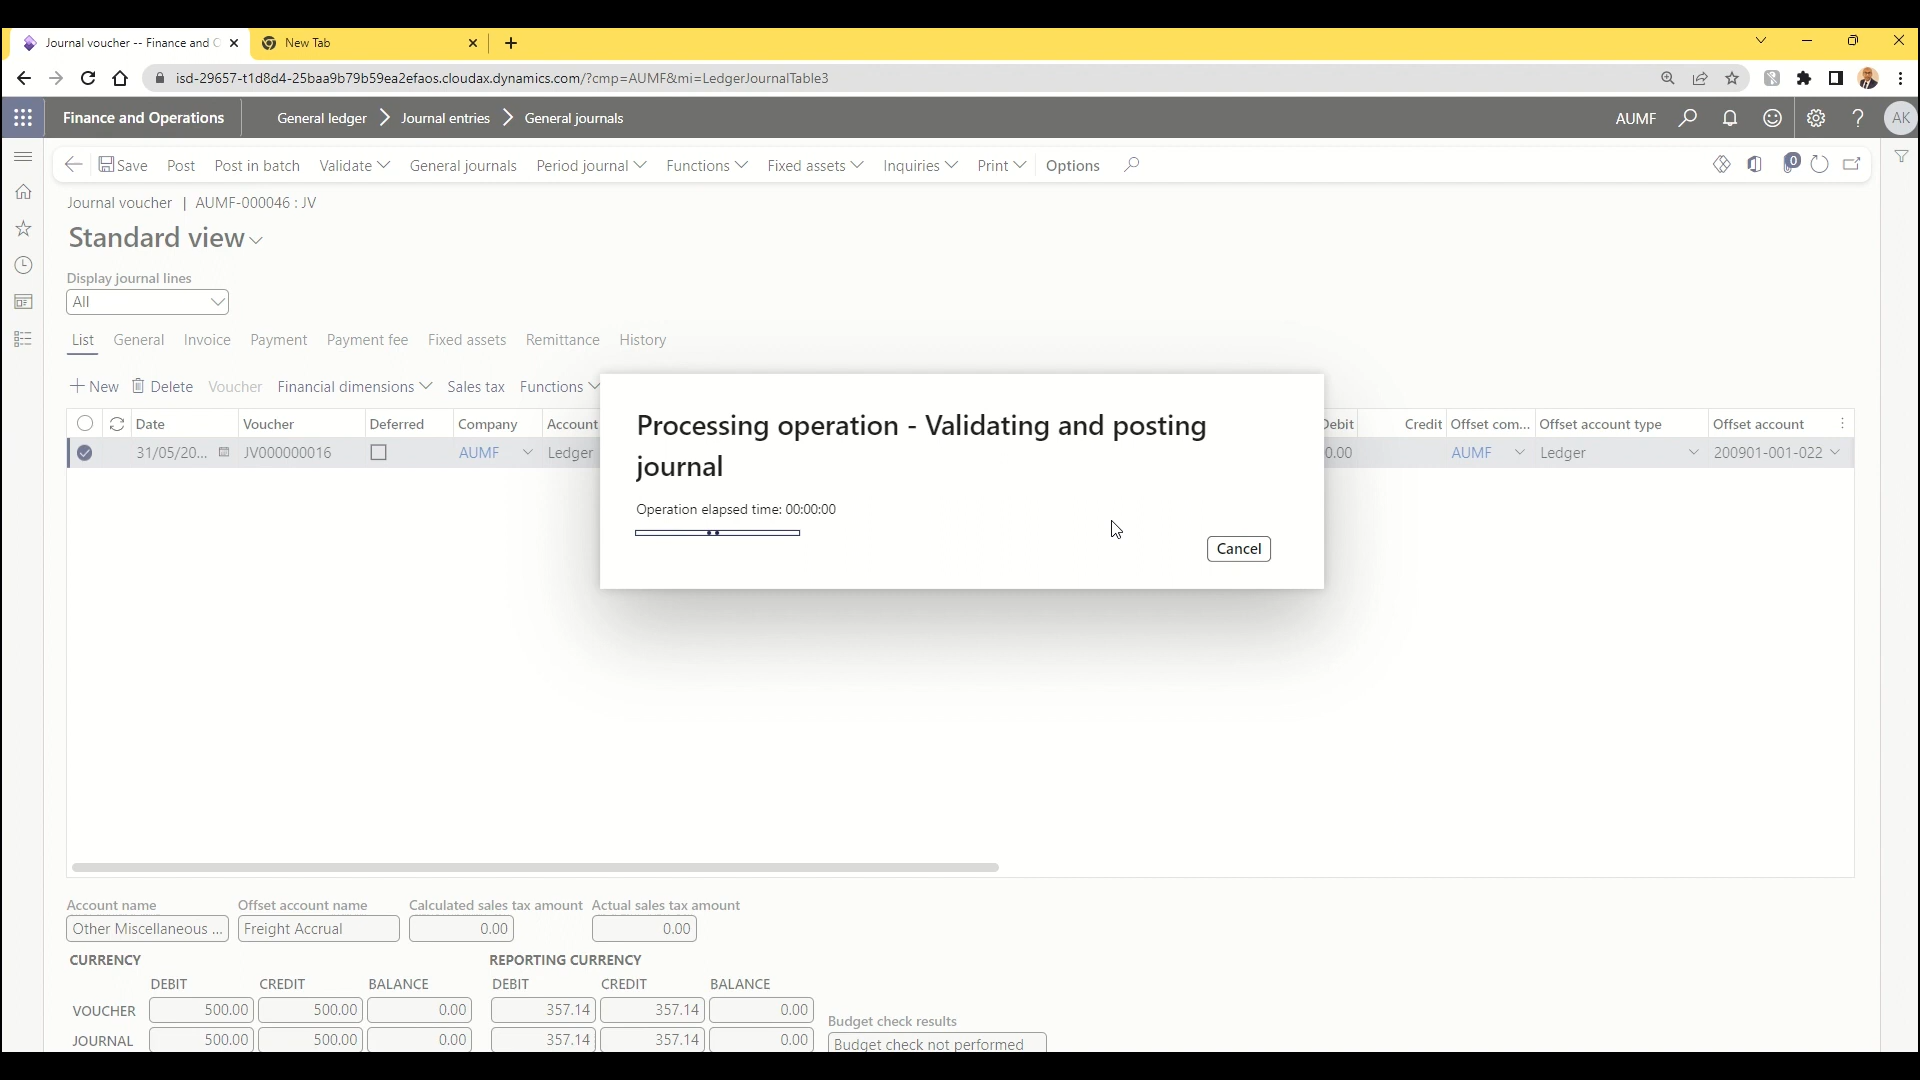 Journal voucher -- Finance and O
New Tab
isd-29657-t1d8d4-25baa9b79b59ea2efaos.cloudax.dynamics.com/?cmp=AUMF&mi=LedgerJournalTable3
Finance and Operations General ledger Journal entries General journals AUMF AK
Save Post Post in batch Validate General journals Period journal Functions Fixed assets Inquiries Print Options 0
Journal voucher | AUMF-000046 : JV
Standard view
Display journal lines
All
List General Invoice Payment Payment fee Fixed assets Remittance History
New Delete Voucher Financial dimensions Sales tax Functions
Date Voucher Deferred Company Account Debit Credit Offset com... Offset account type Offset account
31/05/20... JV000000016 AUMF Ledger 0.00 AUMF Ledger 200901-001-022
Processing operation - Validating and posting
journal
Operation elapsed time: 00:00:00
Cancel
Account name Offset account name Calculated sales tax amount Actual sales tax amount
Other Miscellaneous ... Freight Accrual 0.00 0.00
CURRENCY REPORTING CURRENCY
DEBIT CREDIT BALANCE DEBIT CREDIT BALANCE
VOUCHER 500.00 500.00 0.00 357.14 357.14 0.00
Budget check results
JOURNAL 500.00 500.00 0.00 357.14 357.14 0.00
Budget check not performed